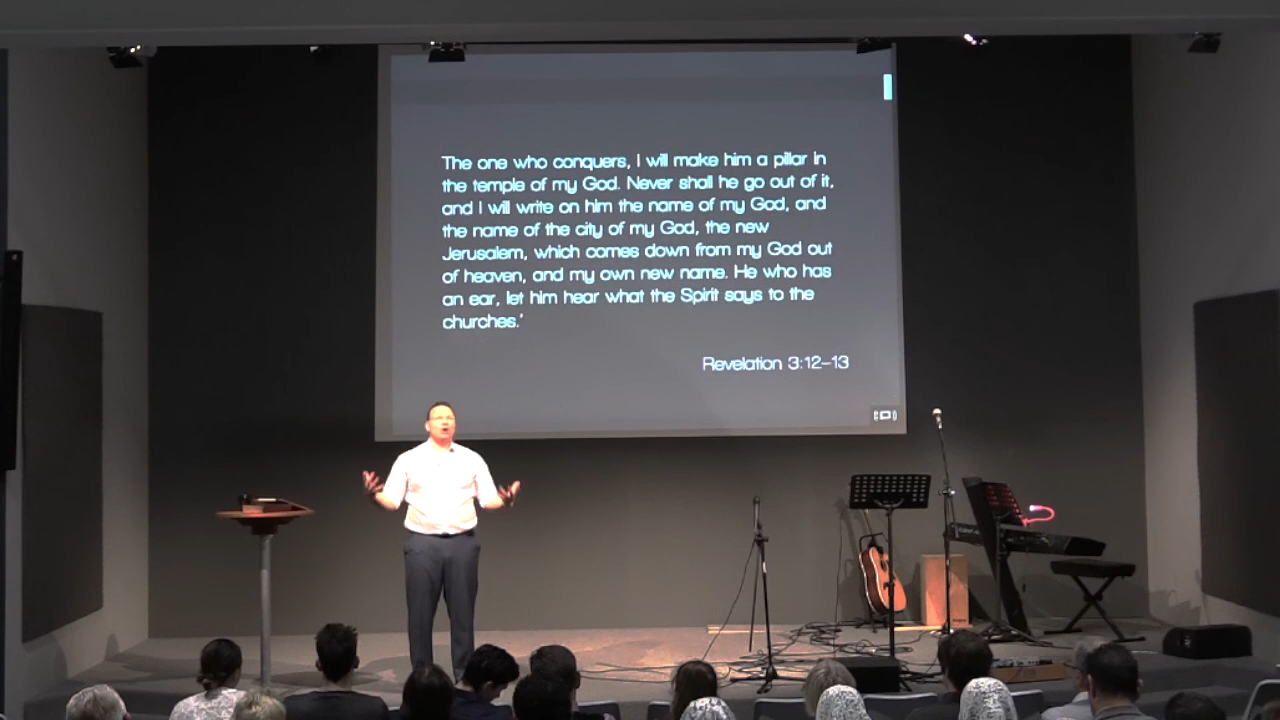 The one who conquers, I will make him a pillar in
the temple of my God. Never shall he go out of it,
and I will write on him the name of my God, and
the name of the city of my God, the new
Jerusalem, which comes down from my God out
of heaven, and my own new name. He who has
an ear, let him hear what the Spirit says to the
churches.'
Revelation 3:12–13